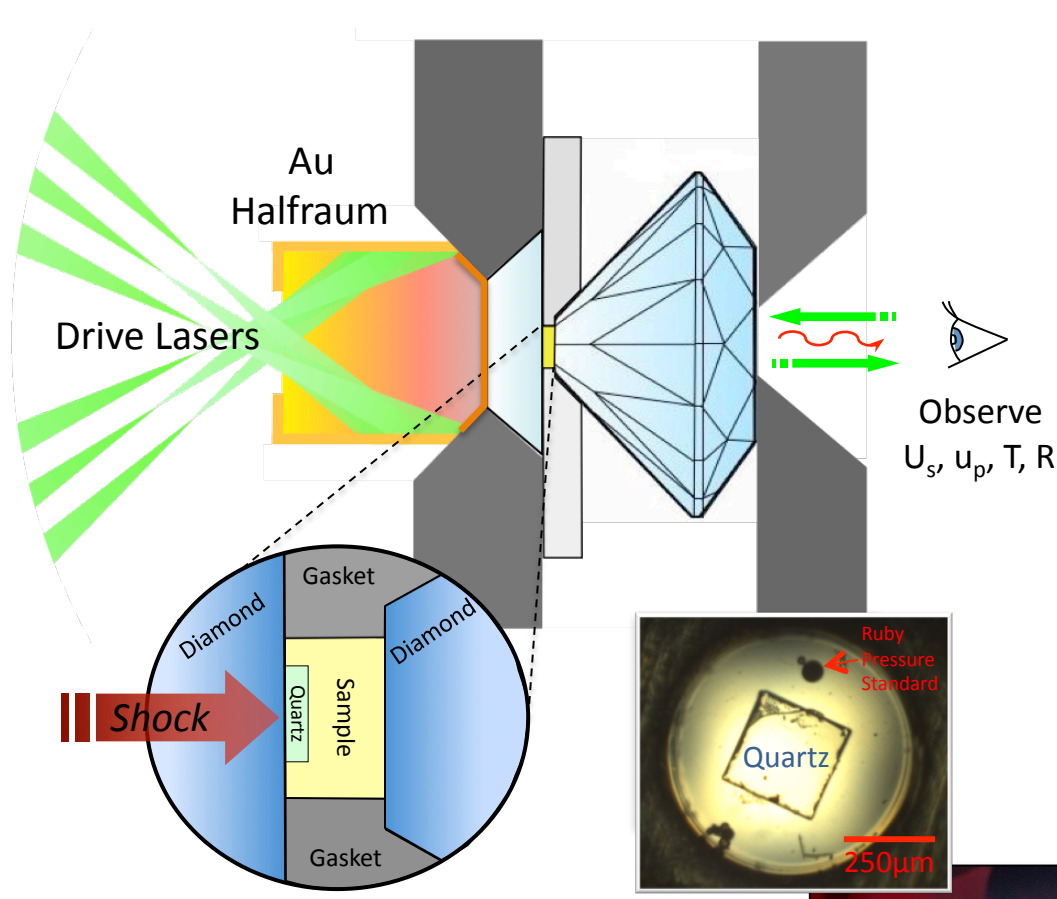 Au
Halfraum
Drive Lasers
Observe
Uₛ, uₚ, T, R
Gasket
Diamond
Diamond
Shock
Quartz
Sample
Gasket
Ruby
Pressure
Standard
Quartz
250μm